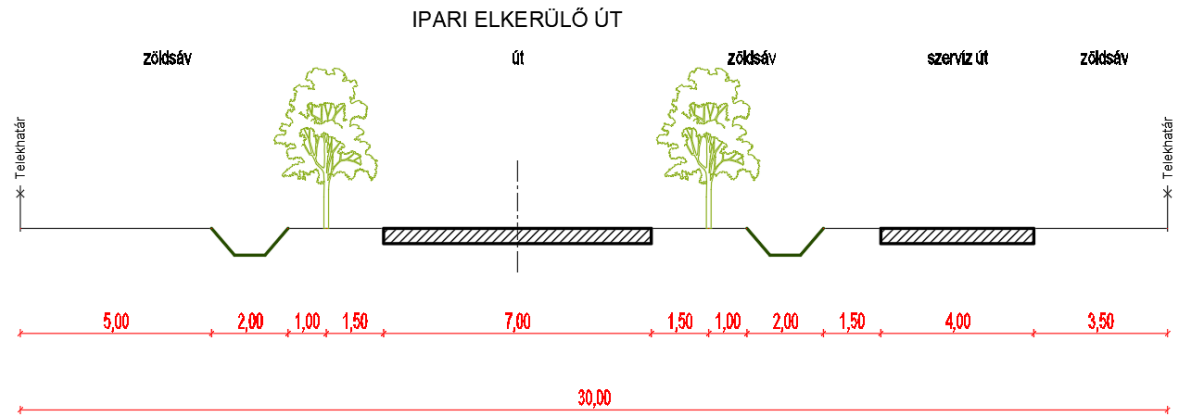 IPARI ELKERÜLŐ ÚT
zöldsáv út zöldsáv szervíz út zöldsáv
Telekhatár
Telekhatár
5,00 2,00 1,00 1,50 7,00 1,50 1,00 2,00 1,50 4,00 3,50
30,00